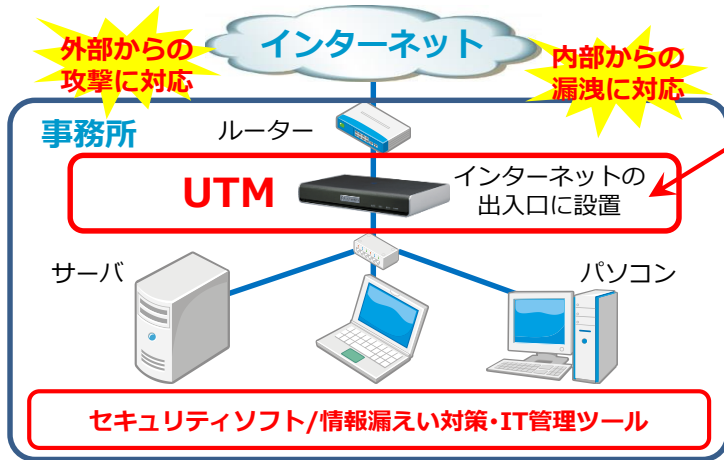 外部からの
攻撃に対応
インターネット
内部からの
漏洩に対応
事務所
ルーター
UTM
インターネットの
出入口に設置
サーバ
パソコン
セキュリティソフト/情報漏えい対策・IT管理ツール